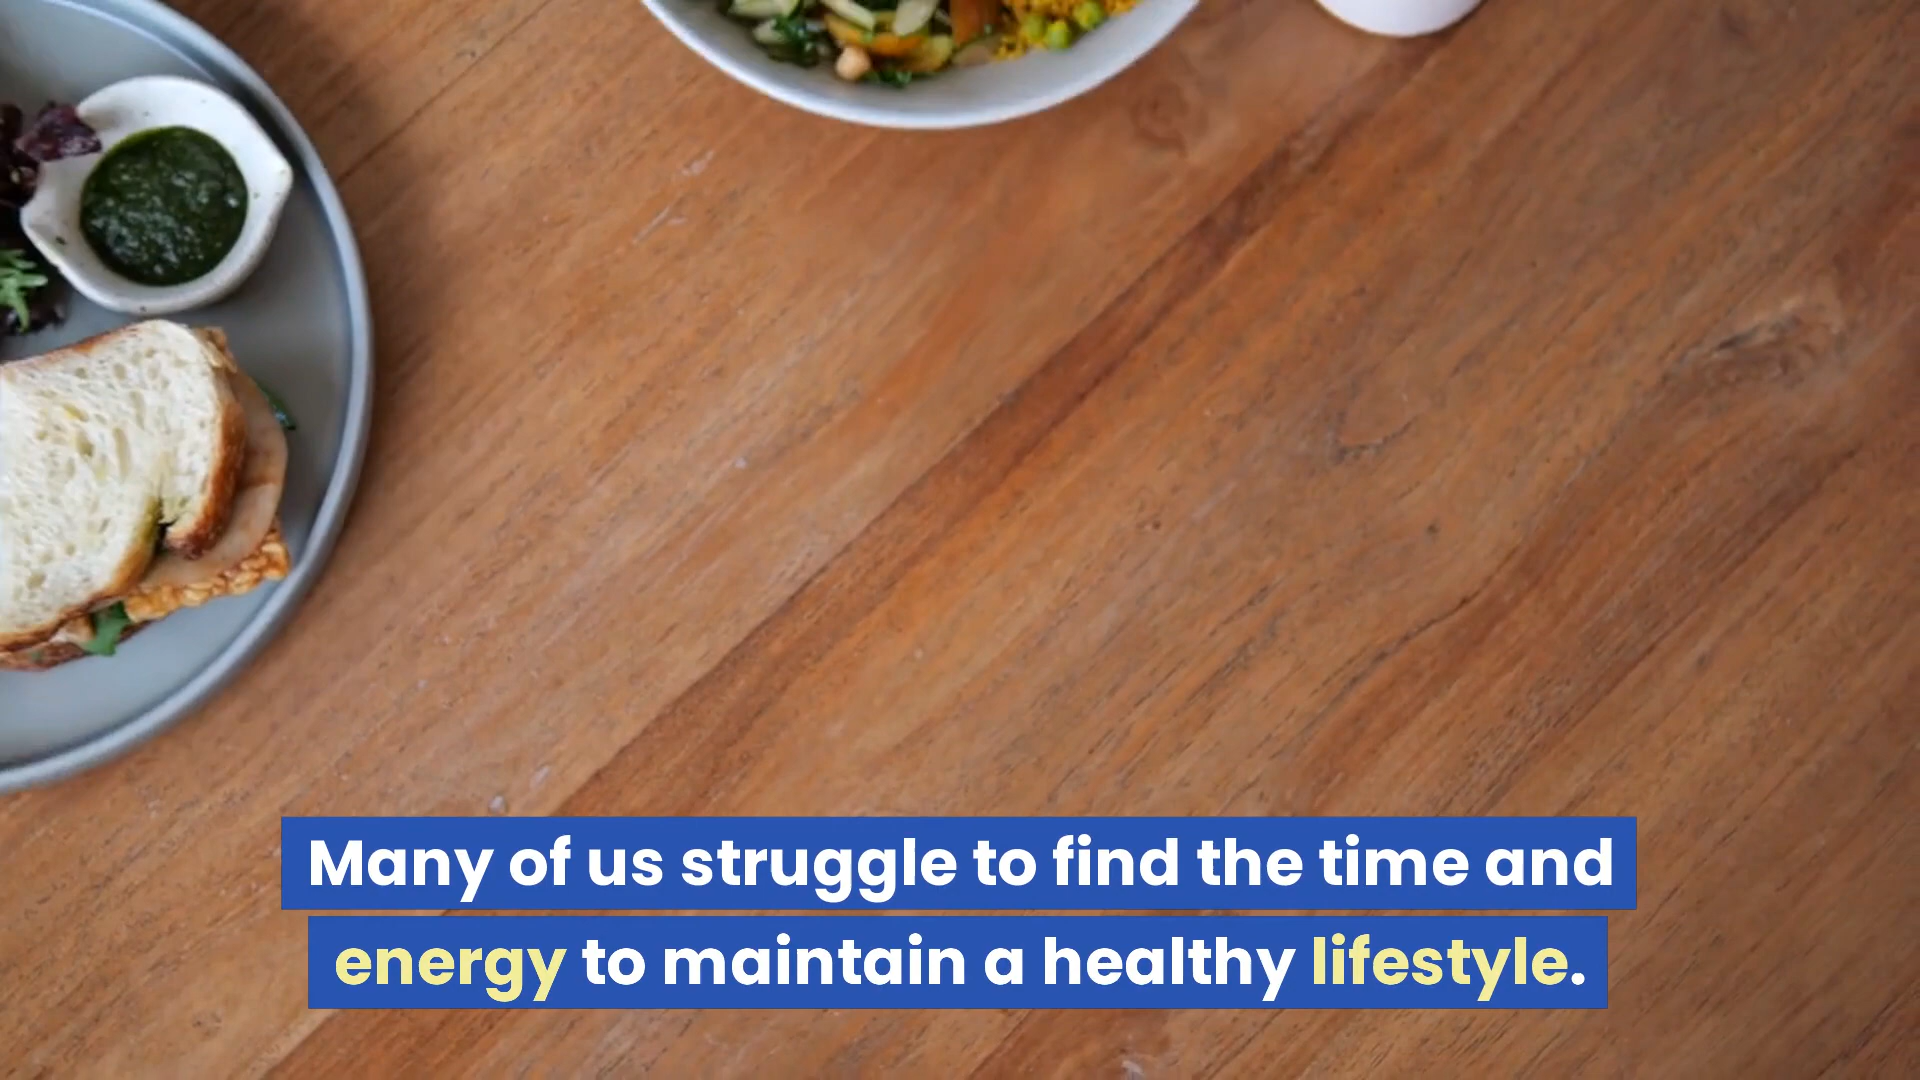 Many of us struggle to find the time and
energy to maintain a healthy lifestyle.